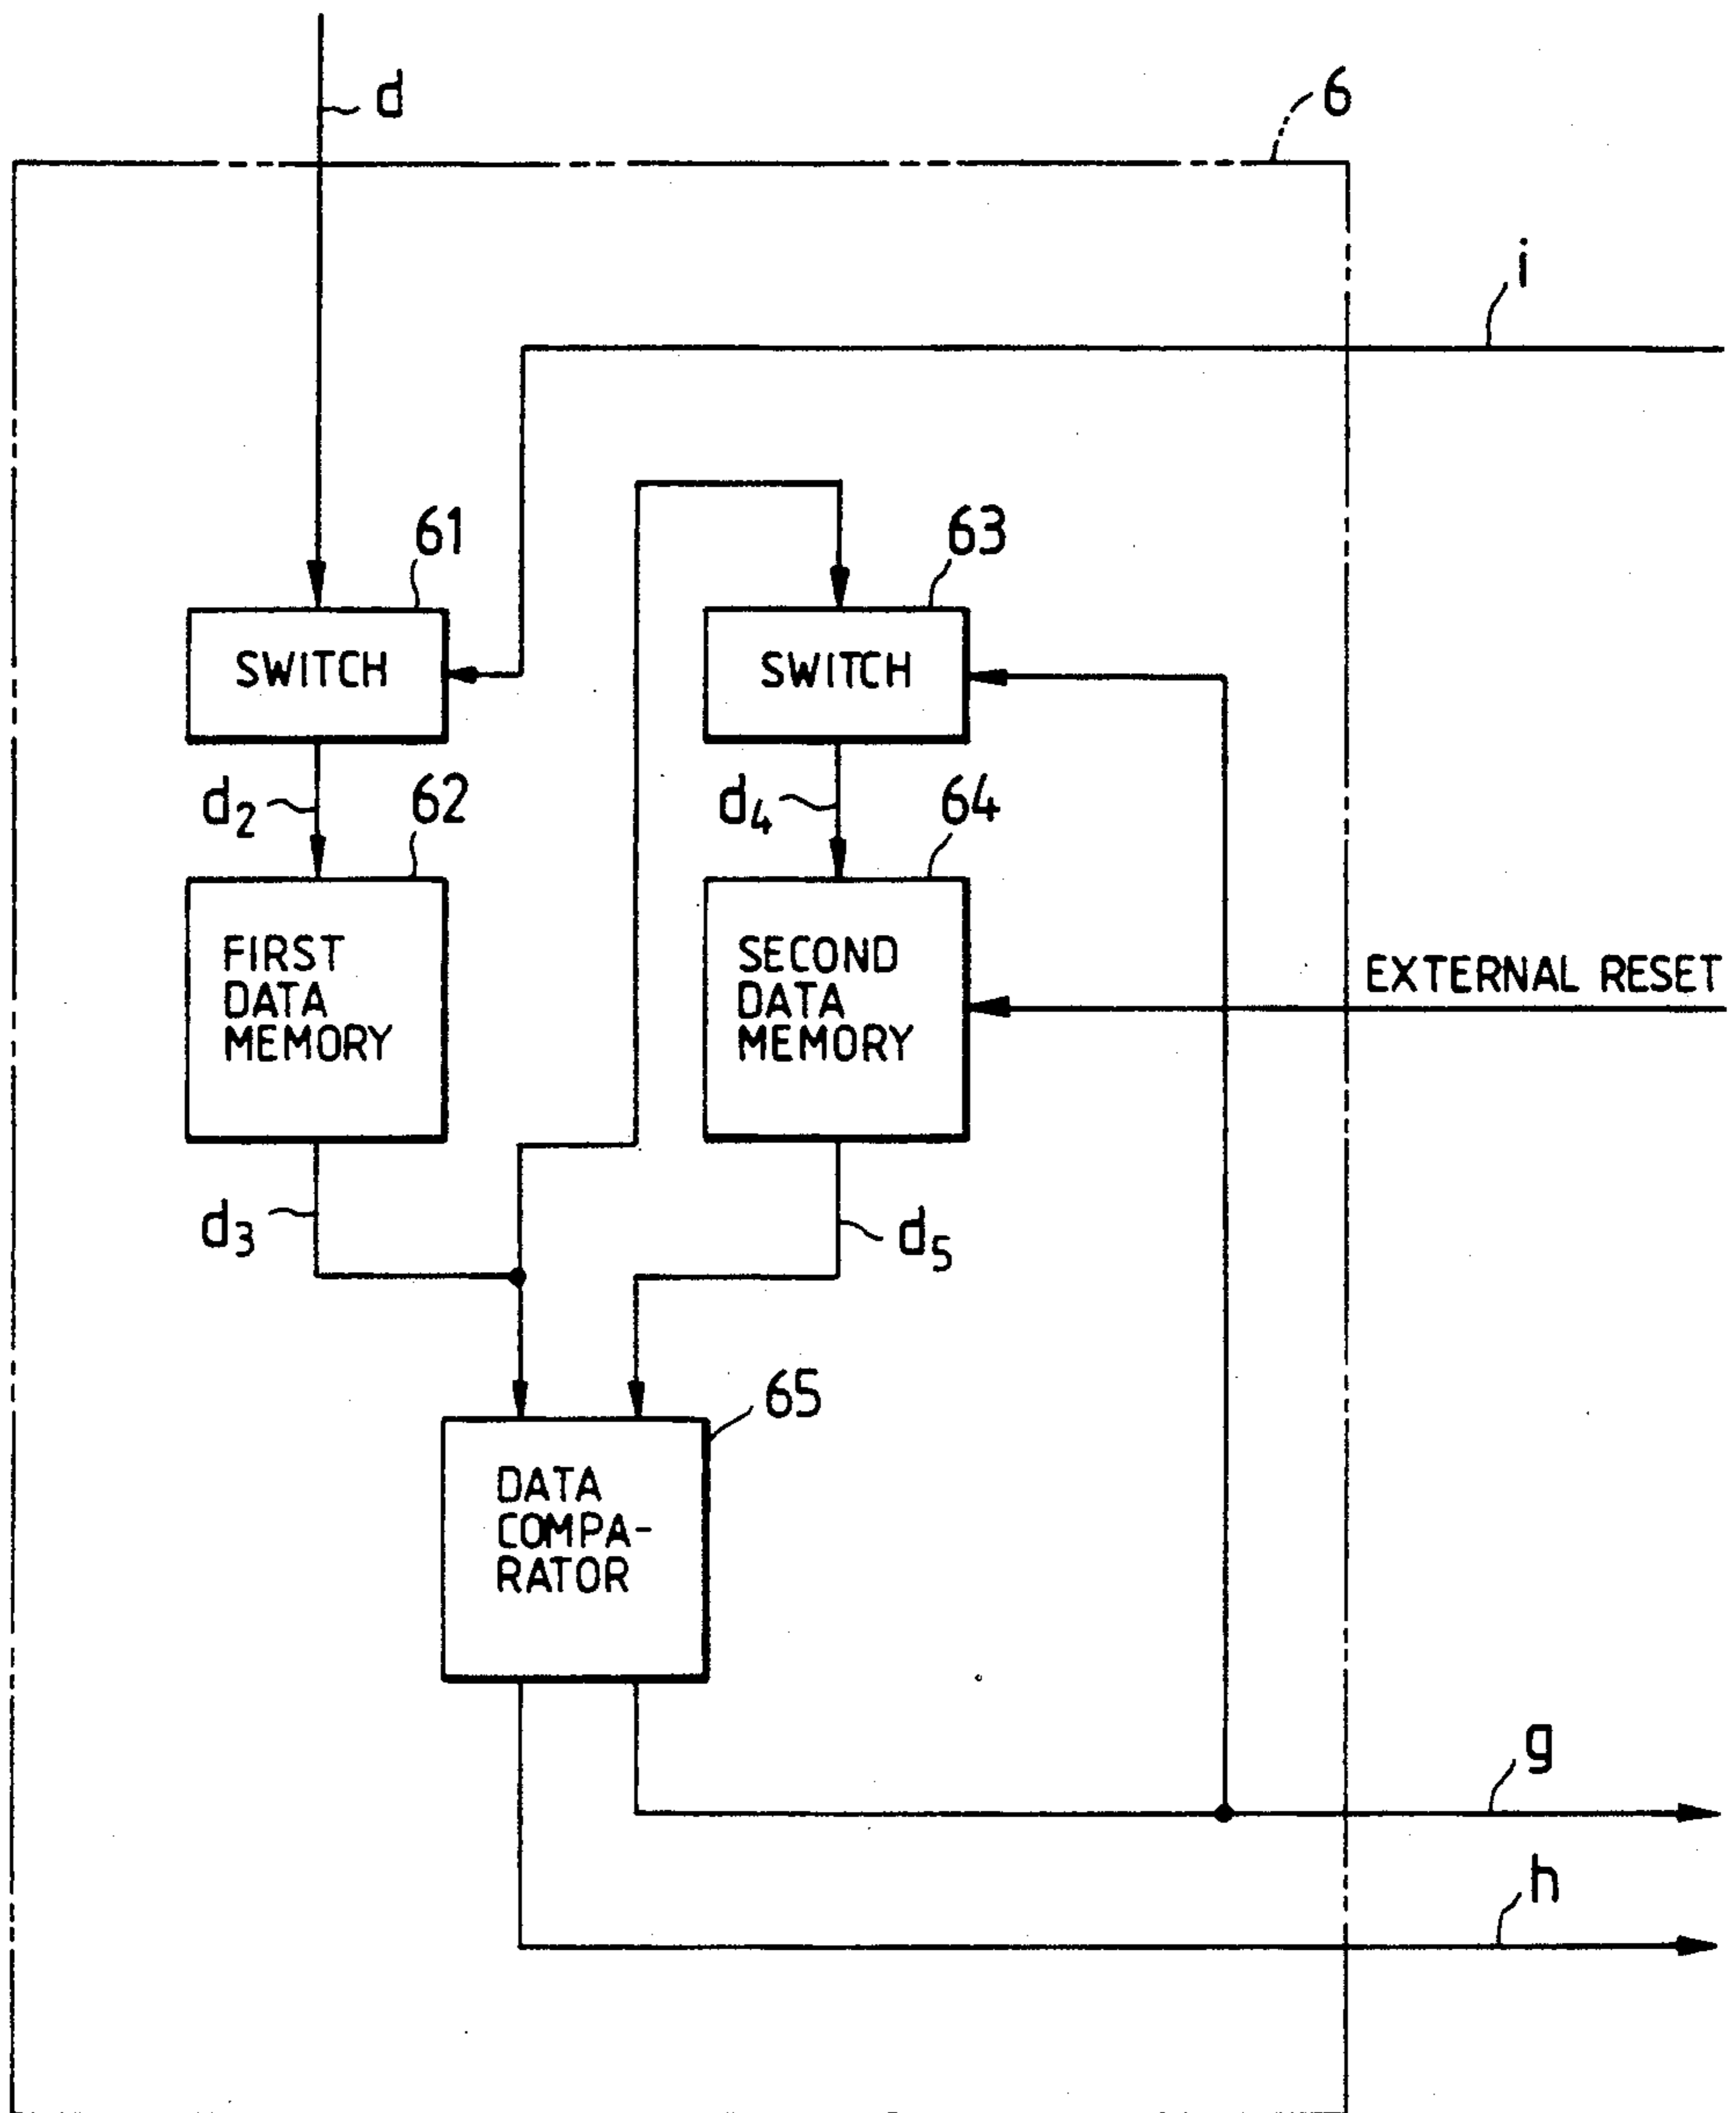 d
6
i
61
63
SWITCH
SWITCH
d2
62
d4
64
FIRST
DATA
MEMORY
SECOND
DATA
MEMORY
EXTERNAL RESET
d3
d5
65
DATA
COMPA-
RATOR
g
h